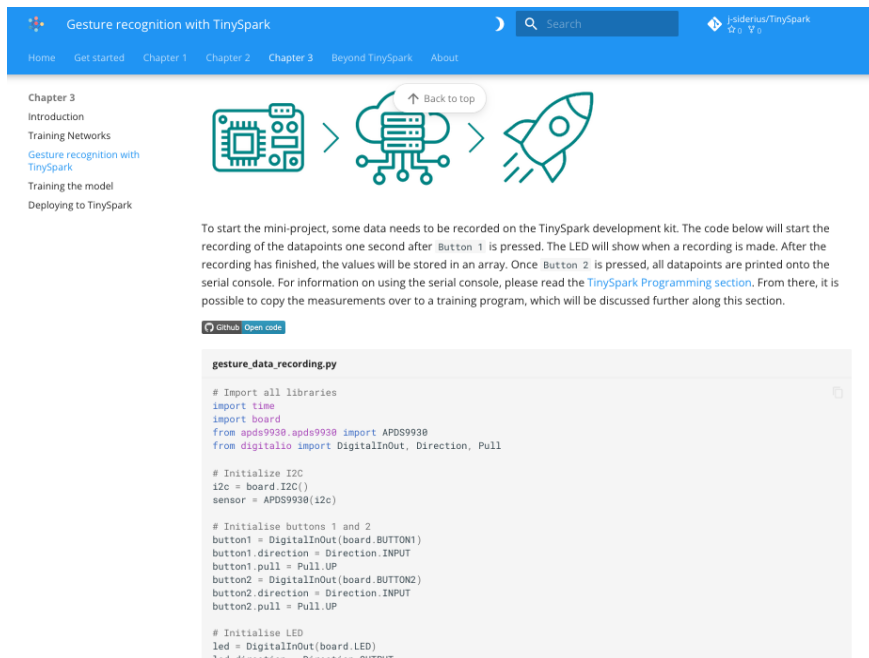 Gesture recognition with TinySpark
Search
j-siderius/TinySpark
0 0
Home Get started Chapter 1 Chapter 2 Chapter 3 Beyond TinySpark About
Chapter 3
Introduction
Training Networks
Gesture recognition with
TinySpark
Training the model
Deploying to TinySpark
Back to top
To start the mini-project, some data needs to be recorded on the TinySpark development kit. The code below will start the
recording of the datapoints one second after Button 1 is pressed. The LED will show when a recording is made. After the
recording has finished, the values will be stored in an array. Once Button 2 is pressed, all datapoints are printed onto the
serial console. For information on using the serial console, please read the TinySpark Programming section. From there, it is
possible to copy the measurements over to a training program, which will be discussed further along this section.
Github Open code
gesture_data_recording.py
# Import all libraries
import time
import board
from apds9930.apds9930 import APDS9930
from digitalio import DigitalInOut, Direction, Pull
# Initialize I2C
i2c = board.I2C()
sensor = APDS9930(i2c)
# Initialise buttons 1 and 2
button1 = DigitalInOut(board.BUTTON1)
button1.direction = Direction.INPUT
button1.pull = Pull.UP
button2 = DigitalInOut(board.BUTTON2)
button2.direction = Direction.INPUT
button2.pull = Pull.UP
# Initialise LED
led = DigitalInOut(board.LED)